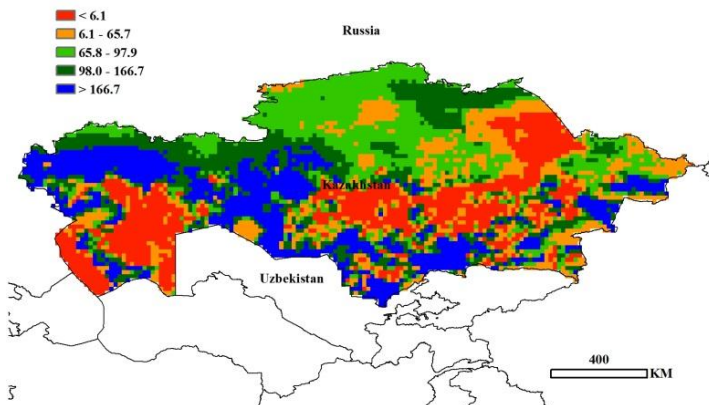 < 6.1
6.1 - 65.7
65.8 - 97.9
98.0 - 166.7
> 166.7
Russia
Kazakhstan
Uzbekistan
400
KM